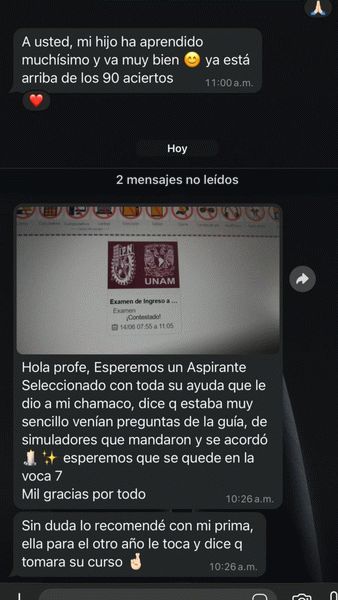 A usted, mi hijo ha aprendido
muchísimo y va muy bien 😊 ya está
arriba de los 90 aciertos
11:00 a.m.
Hoy
2 mensajes no leídos
IPN
UNAM
Examen de Ingreso a ...
Examen
¡Contestado!
14/06 07:55 a 11:05
Hola profe, Esperemos un Aspirante
Seleccionado con toda su ayuda que le
dio a mi chamaco, dice q estaba muy
sencillo venían preguntas de la guía, de
simuladores que mandaron y se acordó
🕯️✨ esperemos que se quede en la
voca 7
Mil gracias por todo
10:26 a.m.
Sin duda lo recomendé con mi prima,
ella para el otro año le toca y dice q
tomara su curso 🤞🏻
10:26 a.m.